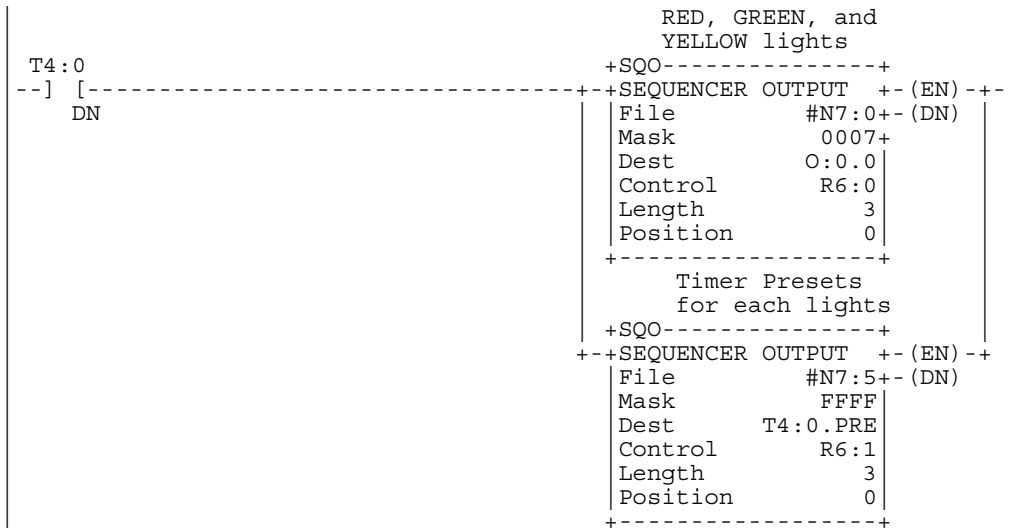 RED, GREEN, and
YELLOW lights
T4:0
+SQO---------------+
--] [----------------------------------+-+SEQUENCER OUTPUT +-(EN)-+-
DN
|File #N7:0+-(DN) |
|Mask 0007+
|Dest O:0.0|
|Control R6:0|
|Length 3|
|Position 0|
+------------------+
Timer Presets
for each lights
+SQO---------------+
+-+SEQUENCER OUTPUT +-(EN)-+
|File #N7:5+-(DN)
|Mask FFFF|
|Dest T4:0.PRE|
|Control R6:1|
|Length 3|
|Position 0|
+------------------+